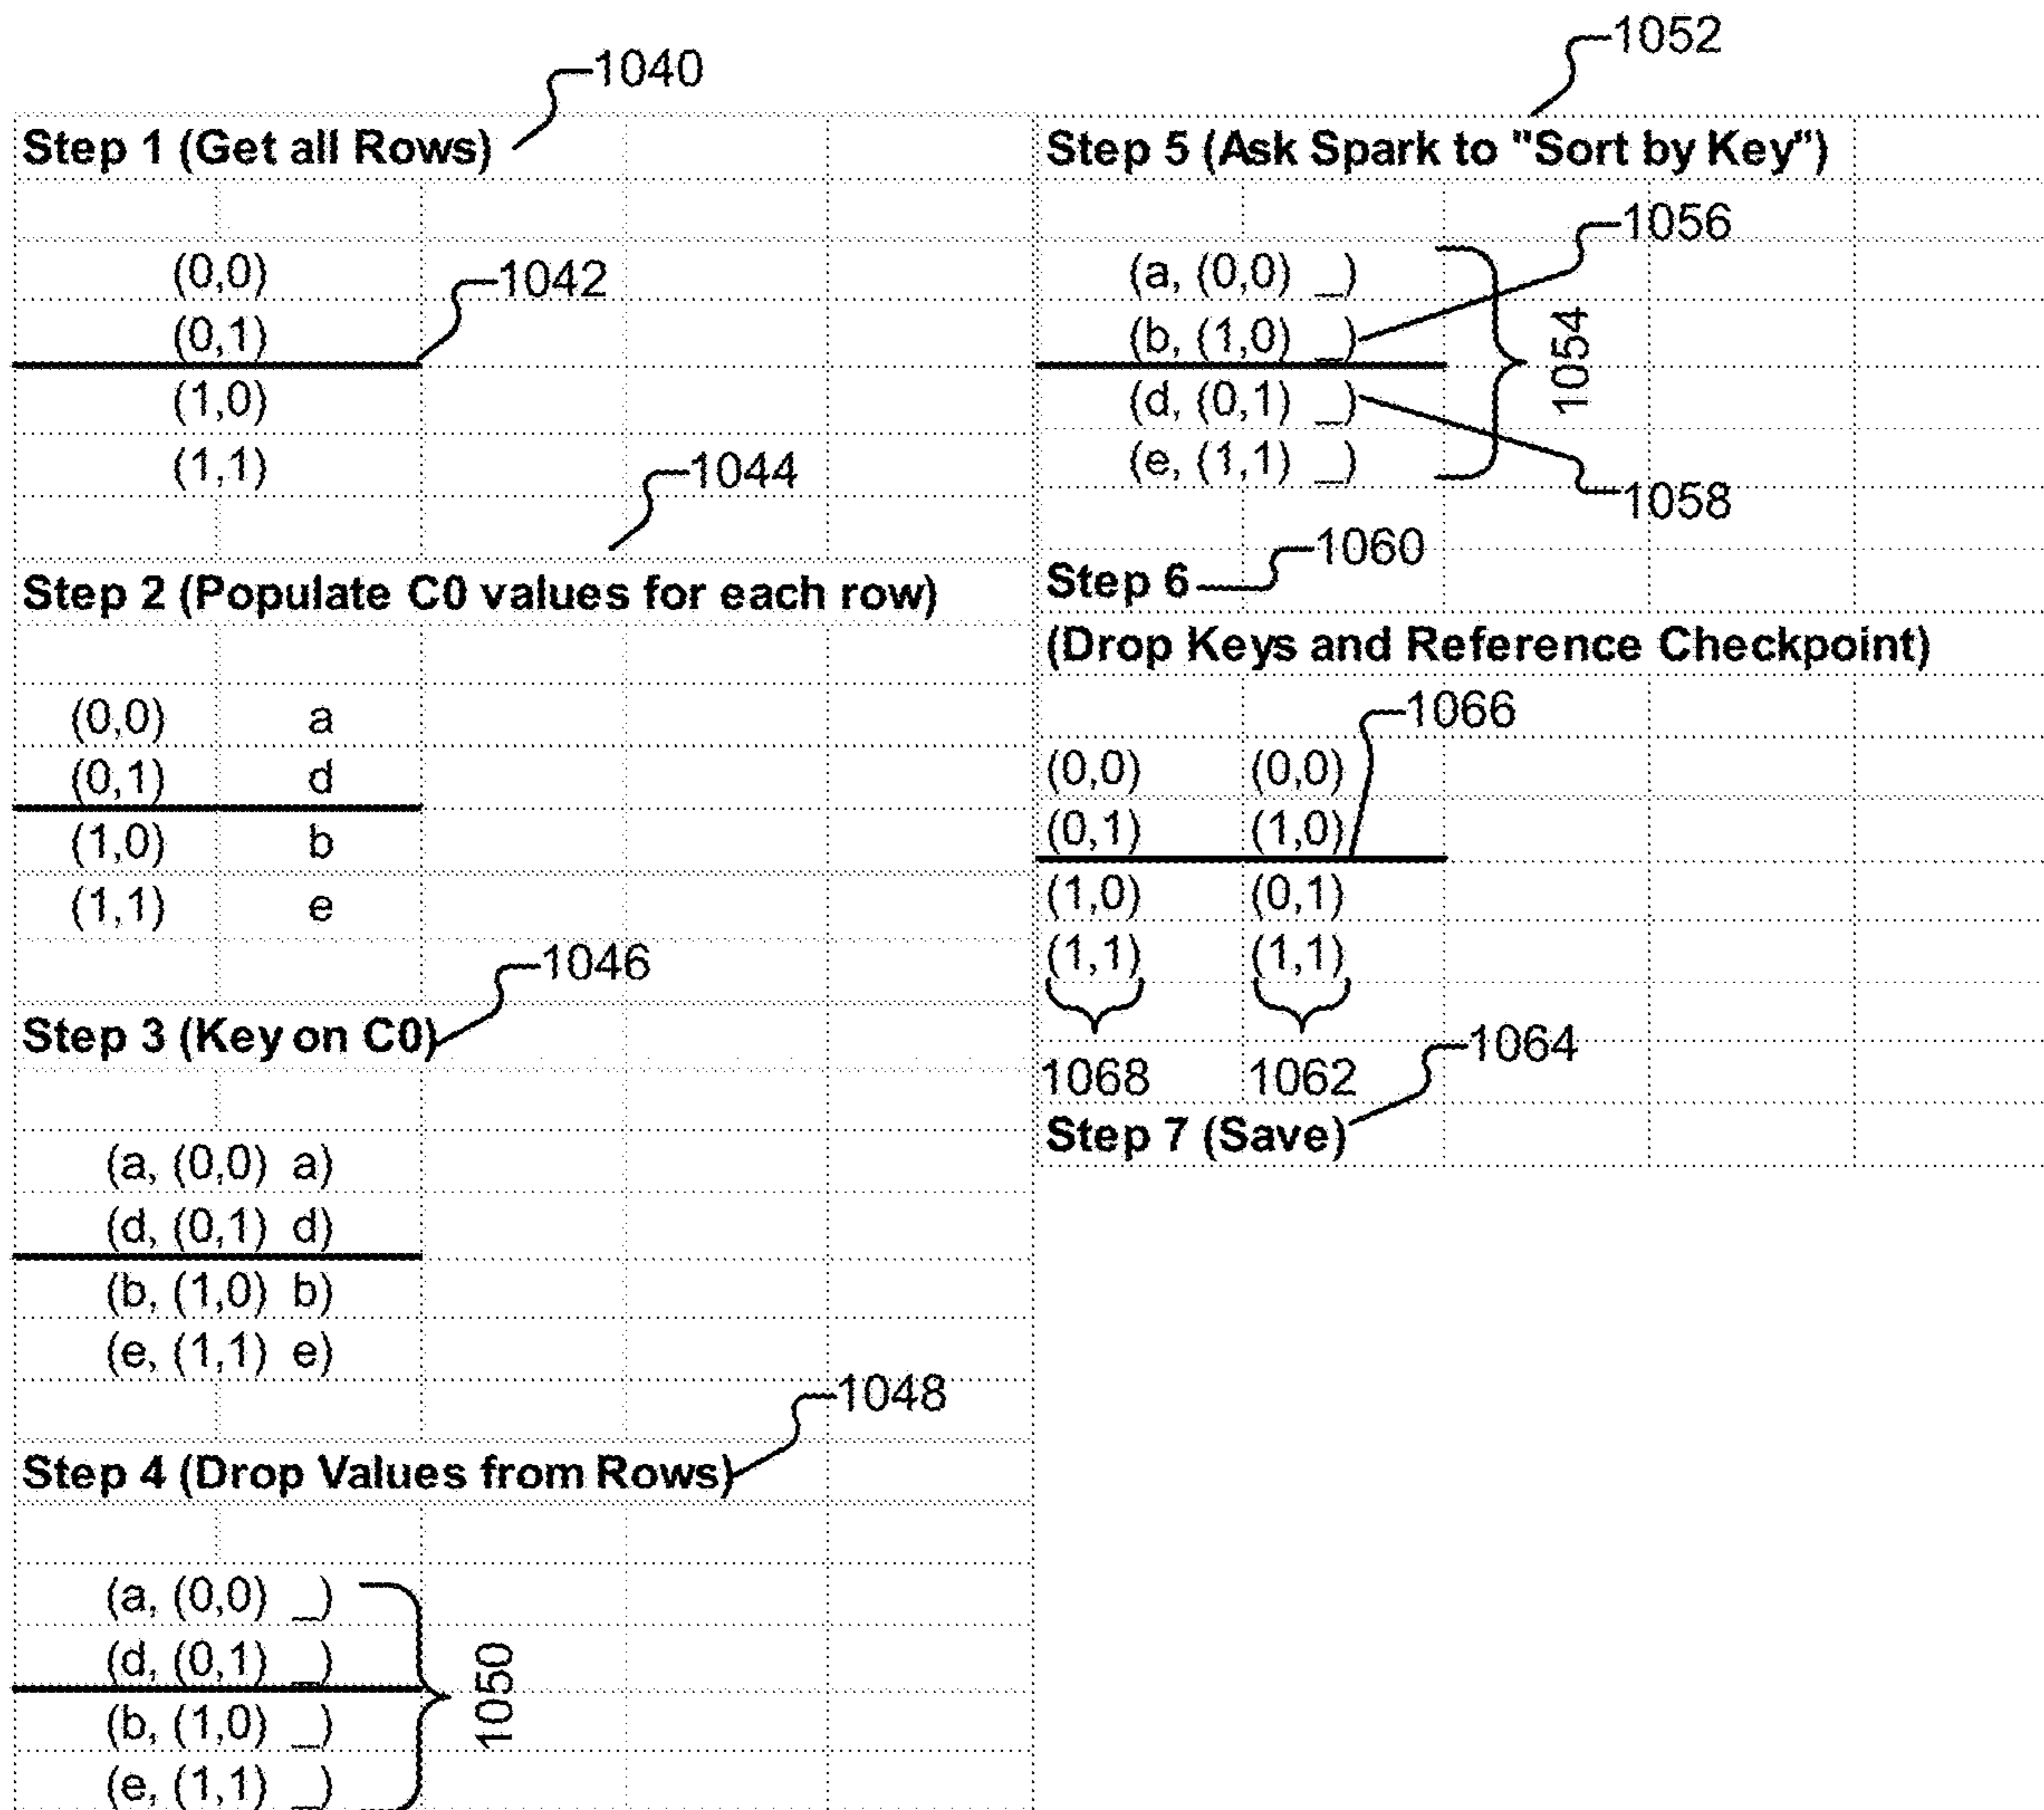 1040
Step 1 (Get all Rows)
(0,0)
1042
(0,1)
(1,0)
(1,1)
1044
Step 2 (Populate C0 values for each row)
(0,0) a
(0,1) d
(1,0) b
(1,1) e
1046
Step 3 (Key on C0)
(a, (0,0) a)
(d, (0,1) d)
(b, (1,0) b)
(e, (1,1) e)
1048
Step 4 (Drop Values from Rows)
(a, (0,0) _)
(d, (0,1) _)
(b, (1,0) _)
(e, (1,1) _)
1050
1052
Step 5 (Ask Spark to "Sort by Key")
1056
(a, (0,0) _)
(b, (1,0) _)
(d, (0,1) _)
(e, (1,1) _)
1054
1058
1060
Step 6
(Drop Keys and Reference Checkpoint)
1066
(0,0) (0,0)
(0,1) (1,0)
(1,0) (0,1)
(1,1) (1,1)
1068 1062
1064
Step 7 (Save)